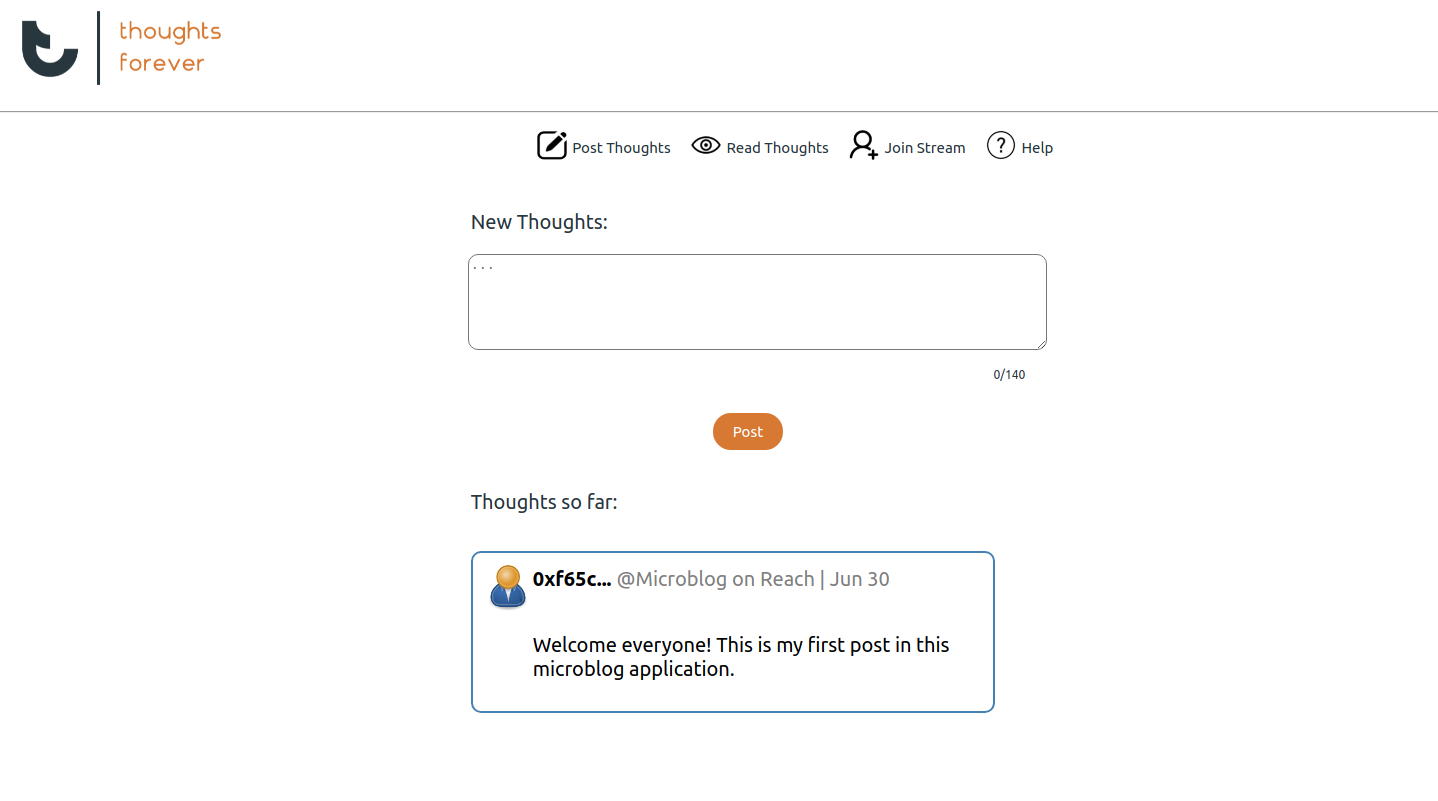 thoughts
forever
Post Thoughts Read Thoughts Join Stream ? Help
New Thoughts:
...
0/140
Post
Thoughts so far:
0xf65c... @Microblog on Reach | Jun 30
Welcome everyone! This is my first post in this
microblog application.